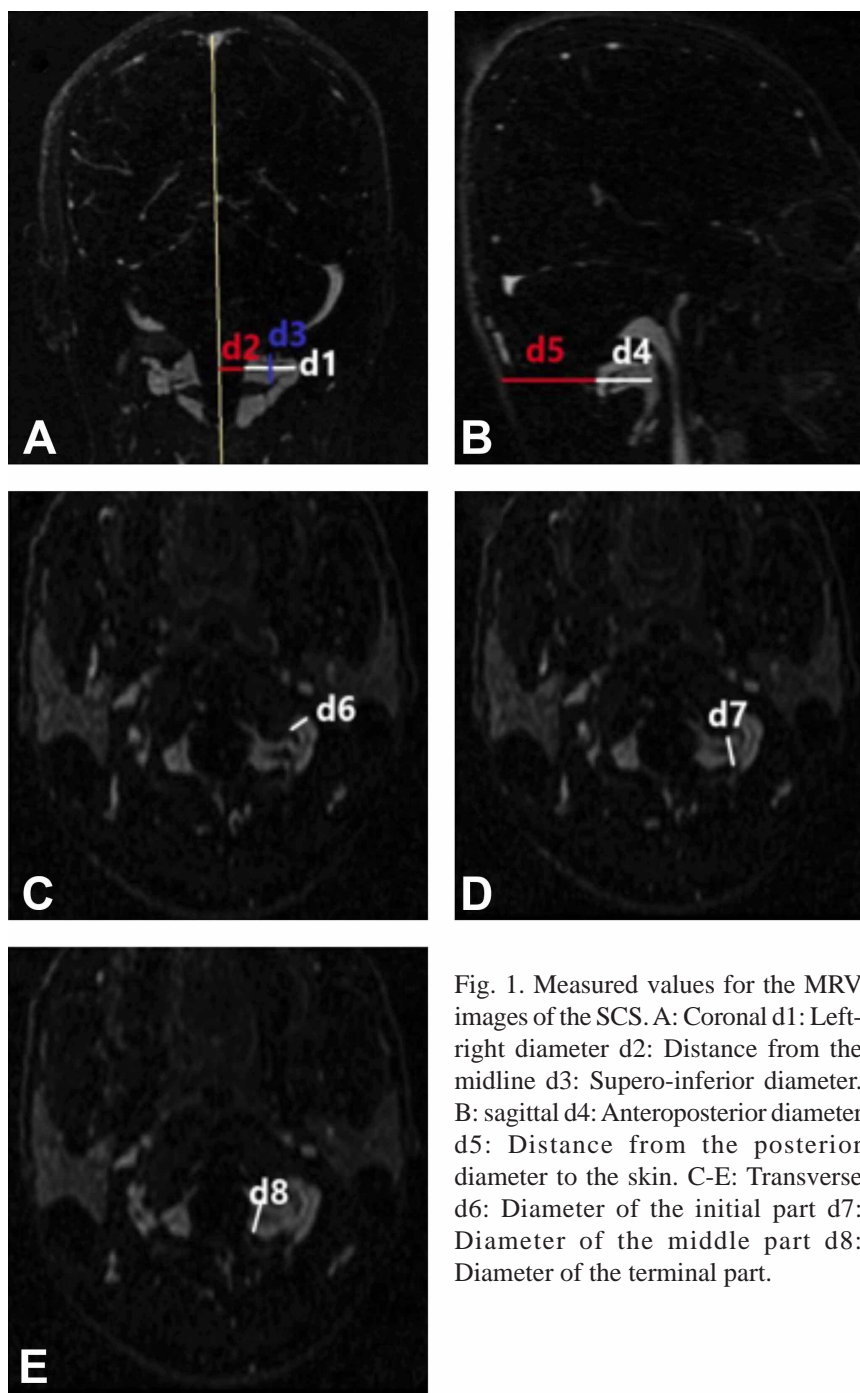 d3
d2
d1
A
d5
d4
B
d6
C
d7
D
d8
E
Fig. 1. Measured values for the MRV
images of the SCS. A: Coronal d1: Left-
right diameter d2: Distance from the
midline d3: Supero-inferior diameter.
B: sagittal d4: Anteroposterior diameter
d5: Distance from the posterior
diameter to the skin. C-E: Transverse
d6: Diameter of the initial part d7:
Diameter of the middle part d8:
Diameter of the terminal part.